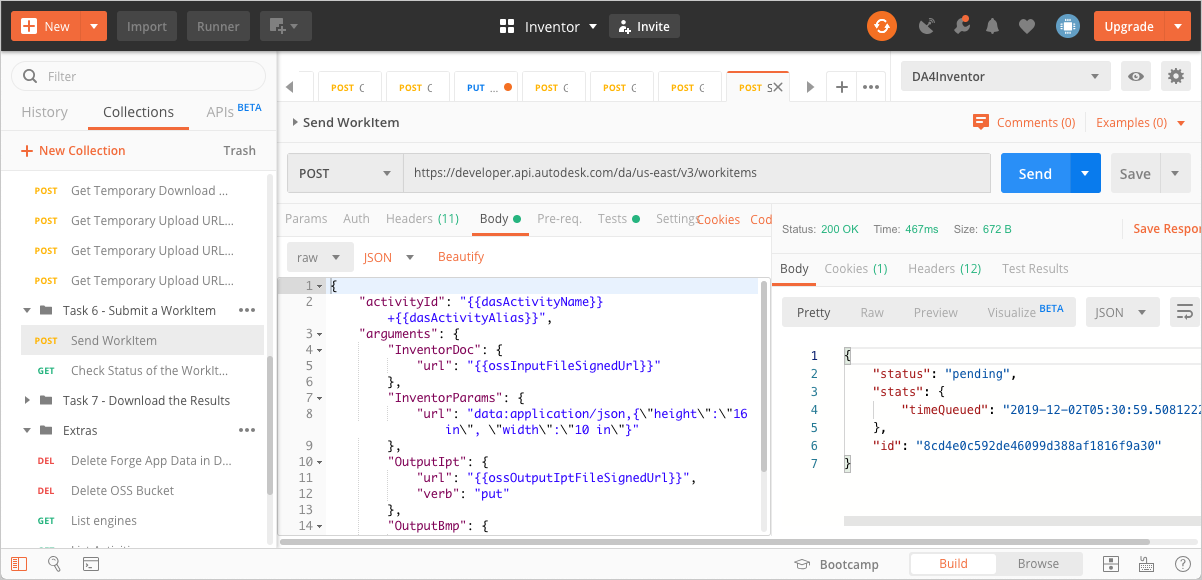 New
Import
Runner
Inventor
Invite
Upgrade
Filter
History
Collections
APIs BETA
New Collection
Trash
POST Get Temporary Download ...
POST Get Temporary Upload URL...
POST Get Temporary Upload URL...
POST Get Temporary Upload URL...
Task 6 - Submit a WorkItem
POST Send WorkItem
GET Check Status of the WorkIt...
Task 7 - Download the Results
Extras
DEL Delete Forge App Data in D...
DEL Delete OSS Bucket
GET List engines
POST C
POST C
PUT ...
POST C
POST C
POST C
POST S
DA4Inventor
Send WorkItem
Comments (0)
Examples (0)
POST
https://developer.api.autodesk.com/da/us-east/v3/workitems
Send
Save
Params Auth Headers (11) Body Pre-req. Tests Settings Cookies Cod
raw
JSON
Beautify
1 {
2 "activityId": "{{dasActivityName}}
+{{dasActivityAlias}}",
3 "arguments": {
4 "InventorDoc": {
5 "url": "{{ossInputFileSignedUrl}}"
6 },
7 "InventorParams": {
8 "url": "data:application/json,{\"height\":\"16
in\", \"width\":\"10 in\"}"
9 },
10 "OutputIpt": {
11 "url": "{{ossOutputIptFileSignedUrl}}",
12 "verb": "put"
13 },
14 "OutputBmp": {
Status: 200 OK Time: 467ms Size: 672 B Save Respon
Body Cookies (1) Headers (12) Test Results
Pretty Raw Preview Visualize BETA JSON
1 {
2 "status": "pending",
3 "stats": {
4 "timeQueued": "2019-12-02T05:30:59.5081222
5 },
6 "id": "8cd4e0c592de46099d388af1816f9a30"
7 }
Bootcamp
Build
Browse